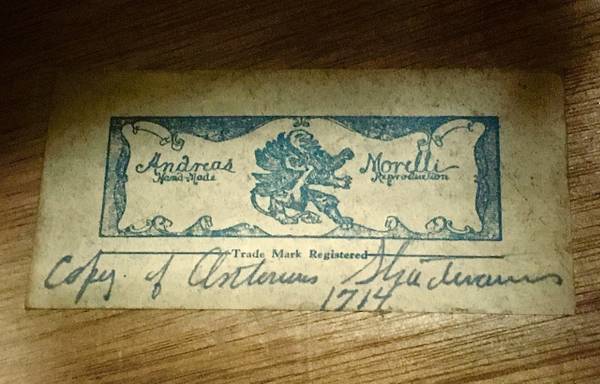 Andreas Morelli
Hand-Made Reproduction
Trade Mark Registered
Copy of Antonius Stradivarius
1714